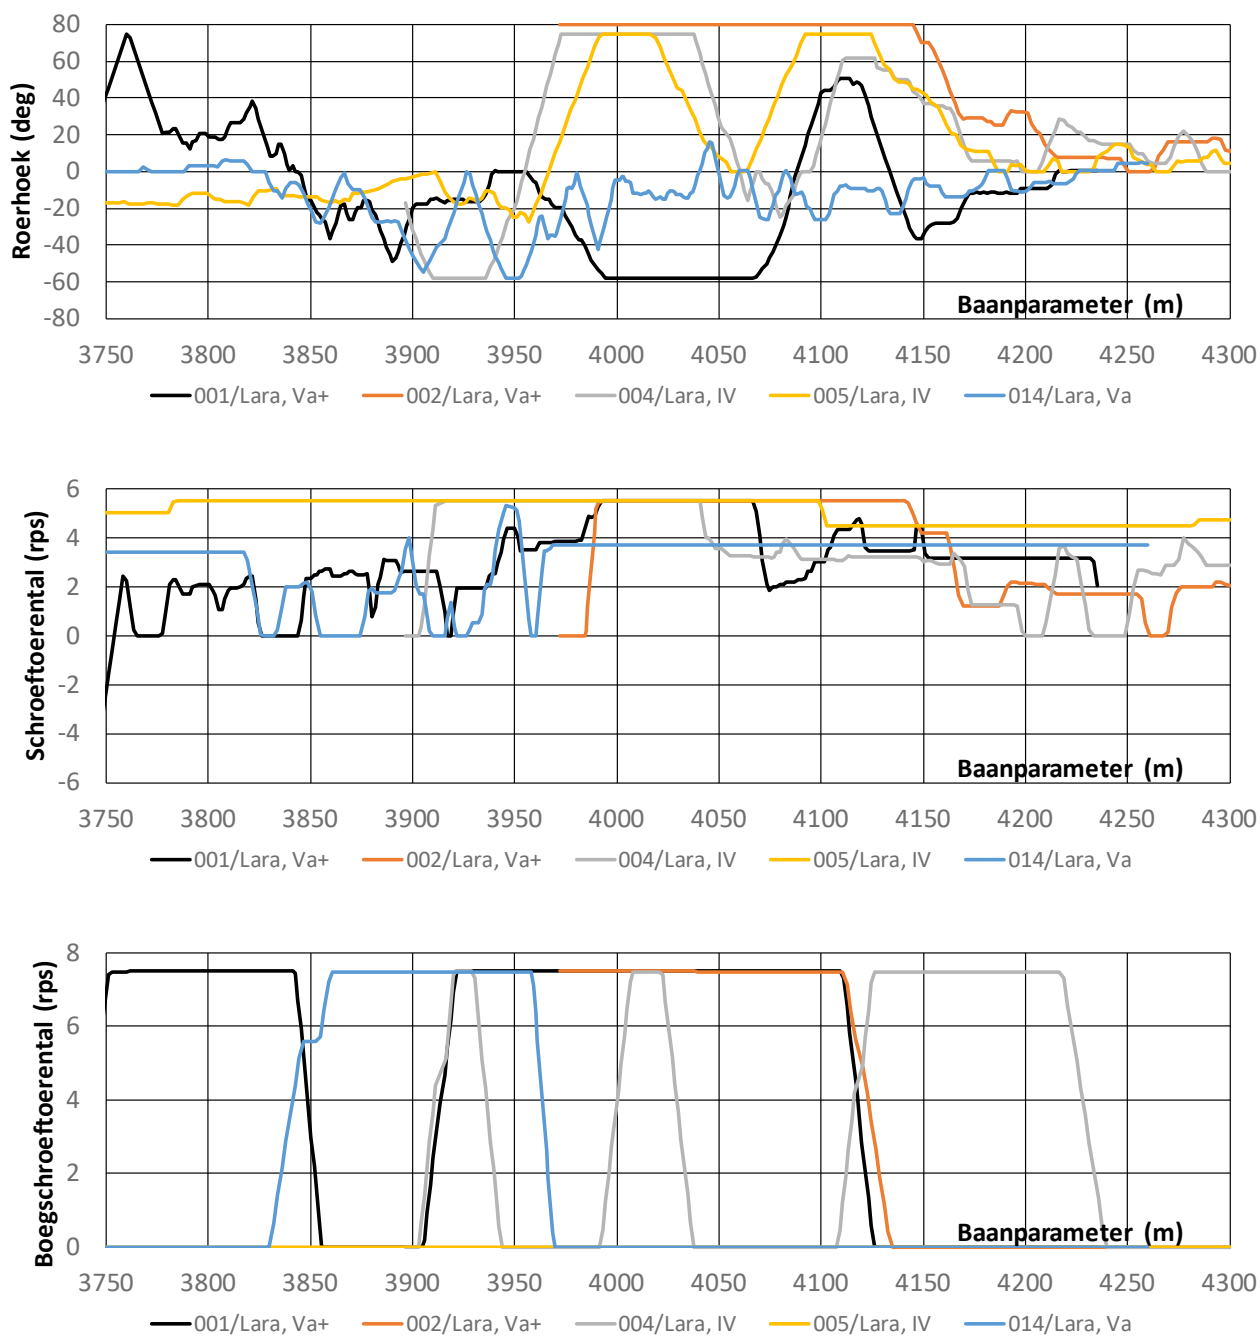 80
60
40
20
0
-20
-40
-60
-80
Roerhoek (deg)
Baanparameter (m)
3750 3800 3850 3900 3950 4000 4050 4100 4150 4200 4250 4300
001/Lara, Va+ 002/Lara, Va+ 004/Lara, IV 005/Lara, IV 014/Lara, Va
6
4
2
0
-2
-4
-6
Schroeftoerental (rps)
Baanparameter (m)
3750 3800 3850 3900 3950 4000 4050 4100 4150 4200 4250 4300
001/Lara, Va+ 002/Lara, Va+ 004/Lara, IV 005/Lara, IV 014/Lara, Va
8
6
4
2
0
Boegschroeftoerental (rps)
Baanparameter (m)
3750 3800 3850 3900 3950 4000 4050 4100 4150 4200 4250 4300
001/Lara, Va+ 002/Lara, Va+ 004/Lara, IV 005/Lara, IV 014/Lara, Va